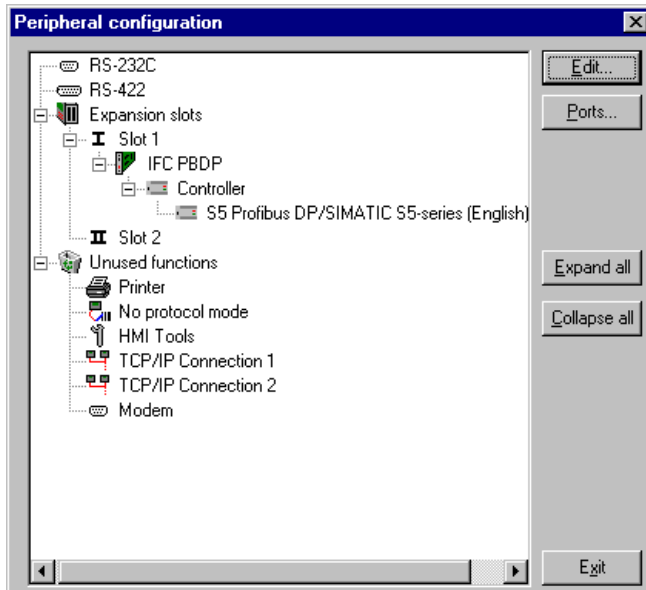 Peripheral configuration
RS-232C
RS-422
Expansion slots
I Slot 1
IFC PBDP
Controller
S5 Profibus DP/SIMATIC S5-series (English)
II Slot 2
Unused functions
Printer
No protocol mode
HMI Tools
TCP/IP Connection 1
TCP/IP Connection 2
Modem
Edit...
Ports...
Expand all
Collapse all
Exit